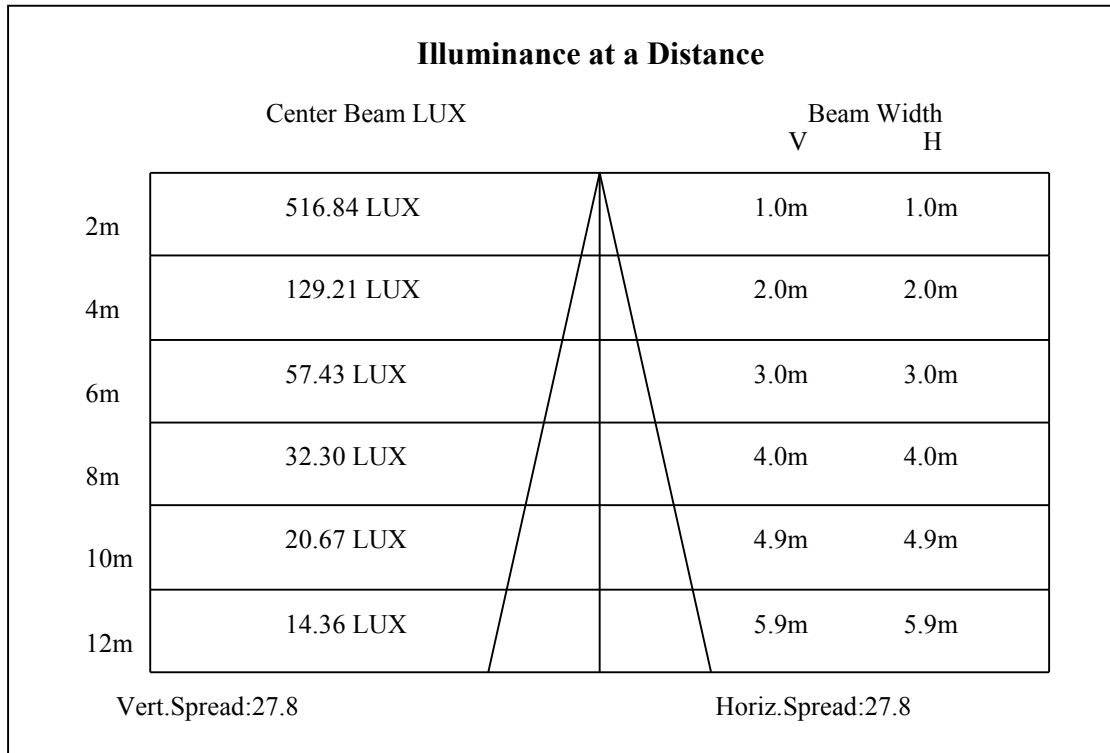 Illuminance at a Distance
Center Beam LUX Beam Width
V H
2m 516.84 LUX 1.0m 1.0m
4m 129.21 LUX 2.0m 2.0m
6m 57.43 LUX 3.0m 3.0m
8m 32.30 LUX 4.0m 4.0m
10m 20.67 LUX 4.9m 4.9m
12m 14.36 LUX 5.9m 5.9m
Vert.Spread:27.8 Horiz.Spread:27.8